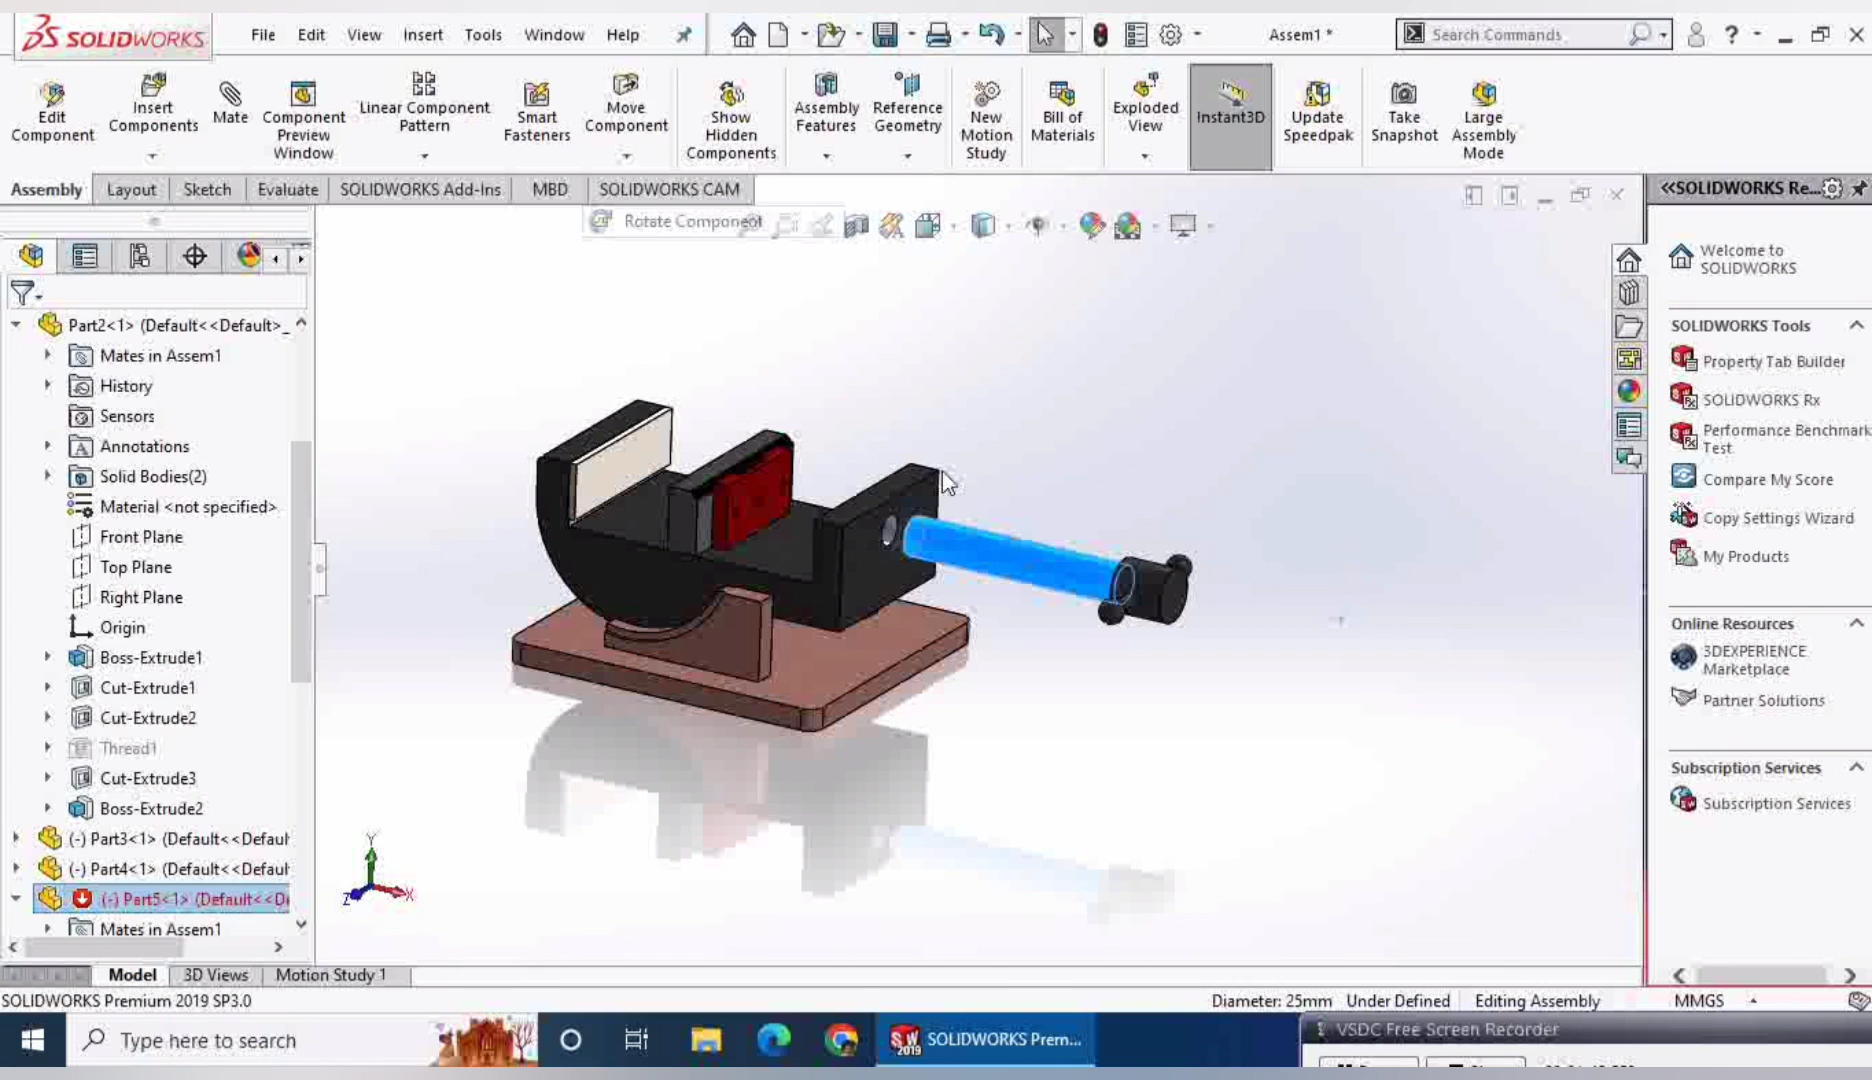 SOLIDWORKS File Edit View Insert Tools Window Help Assem1 * Search Commands ?
Edit Component
Insert Components
Mate
Component Preview Window
Linear Component Pattern
Smart Fasteners
Move Component
Show Hidden Components
Assembly Features
Reference Geometry
New Motion Study
Bill of Materials
Exploded View
Instant3D
Update Speedpak
Take Snapshot
Large Assembly Mode
Assembly Layout Sketch Evaluate SOLIDWORKS Add-Ins MBD SOLIDWORKS CAM
Rotate Component
Part2<1> (Default<<Default>_
Mates in Assem1
History
Sensors
Annotations
Solid Bodies(2)
Material <not specified>
Front Plane
Top Plane
Right Plane
Origin
Boss-Extrude1
Cut-Extrude1
Cut-Extrude2
Thread1
Cut-Extrude3
Boss-Extrude2
(-) Part3<1> (Default<<Defaul
(-) Part4<1> (Default<<Defaul
(-) Part5<1> (Default<<De
Mates in Assem1
Y
Z
X
«SOLIDWORKS Re...
Welcome to
SOLIDWORKS
SOLIDWORKS Tools
Property Tab Builder
SOLIDWORKS Rx
Performance Benchmark
Test
Compare My Score
Copy Settings Wizard
My Products
Online Resources
3DEXPERIENCE
Marketplace
Partner Solutions
Subscription Services
Subscription Services
Model 3D Views Motion Study 1
SOLIDWORKS Premium 2019 SP3.0 Diameter: 25mm Under Defined Editing Assembly MMGS
Type here to search
SW 2019 SOLIDWORKS Prem...
VSDC Free Screen Recorder